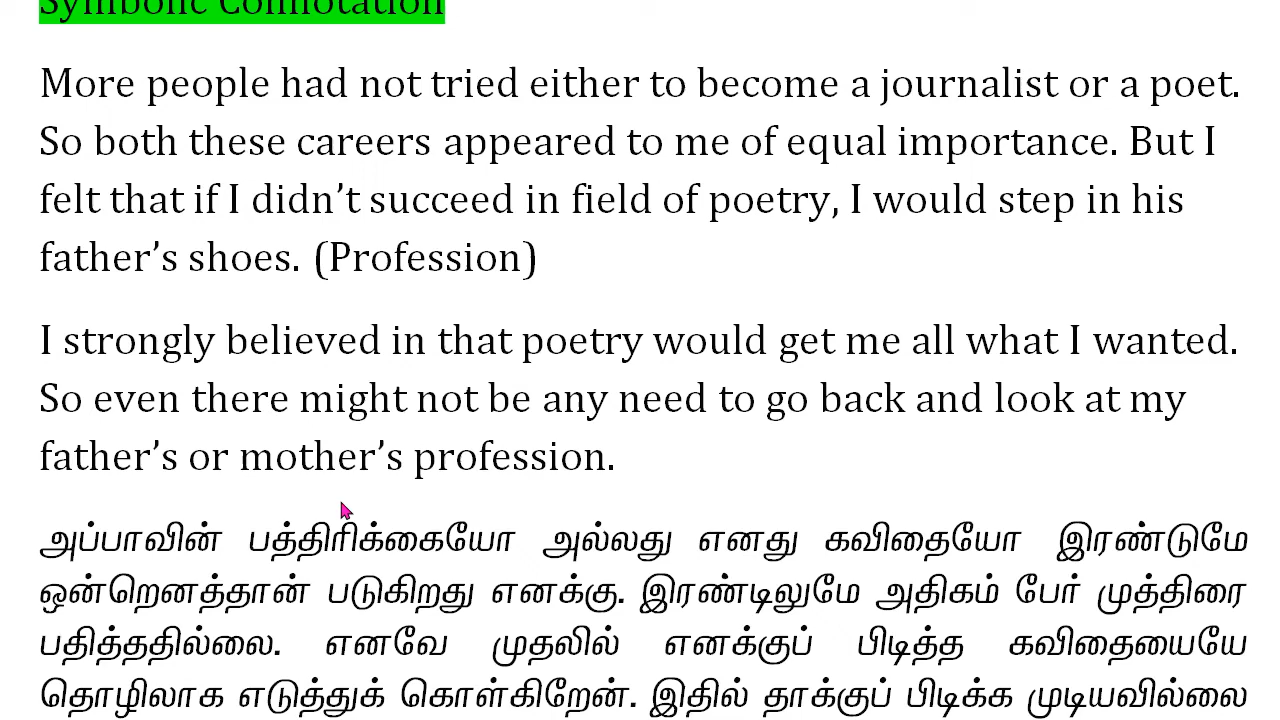 Symbolic Connotation
More people had not tried either to become a journalist or a poet.
So both these careers appeared to me of equal importance. But I
felt that if I didn’t succeed in field of poetry, I would step in his
father’s shoes. (Profession)
I strongly believed in that poetry would get me all what I wanted.
So even there might not be any need to go back and look at my
father’s or mother’s profession.
அப்பாவின் பத்திரிக்கையோ அல்லது எனது கவிதையோ இரண்டுமே
ஒன்றெனத்தான் படுகிறது எனக்கு. இரண்டிலுமே அதிகம் பேர் முத்திரை
பதித்ததில்லை. எனவே முதலில் எனக்குப் பிடித்த கவிதையையே
தொழிலாக எடுத்துக் கொள்கிறேன். இதில் தாக்குப் பிடிக்க முடியவில்லை